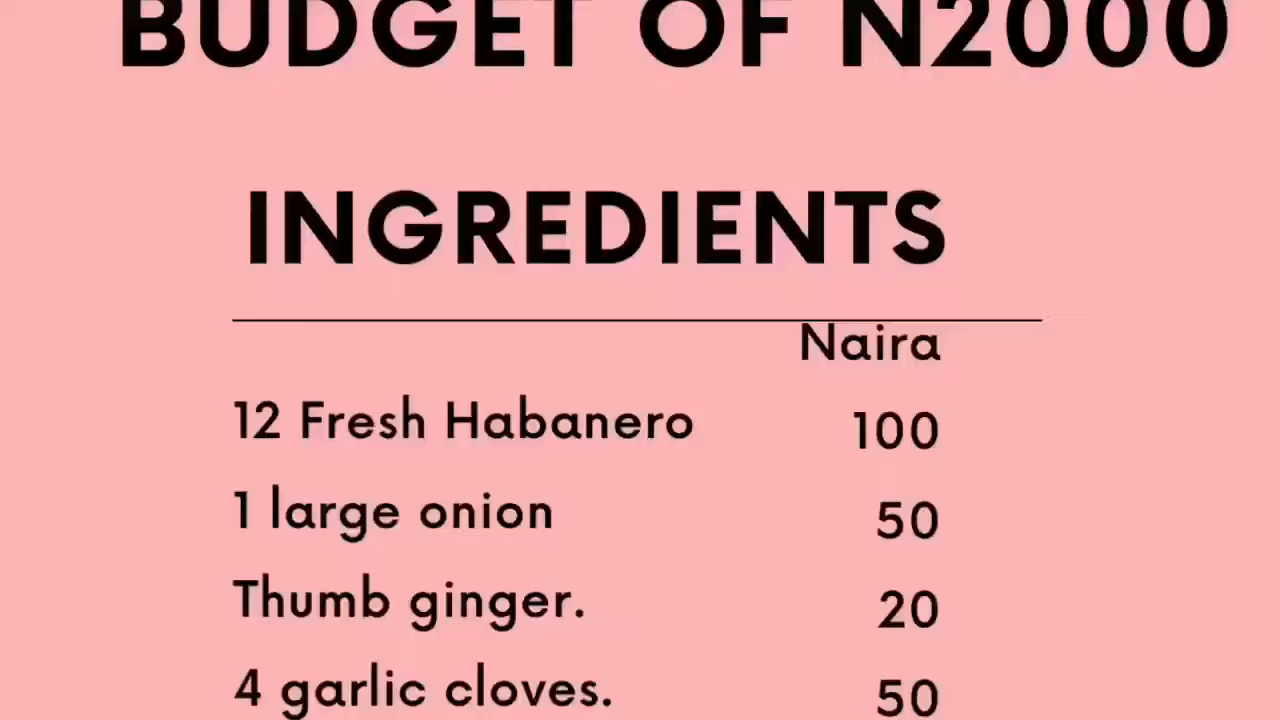 BUDGET OF N2000
INGREDIENTS
Naira
12 Fresh Habanero 100
1 large onion 50
Thumb ginger. 20
4 garlic cloves. 50